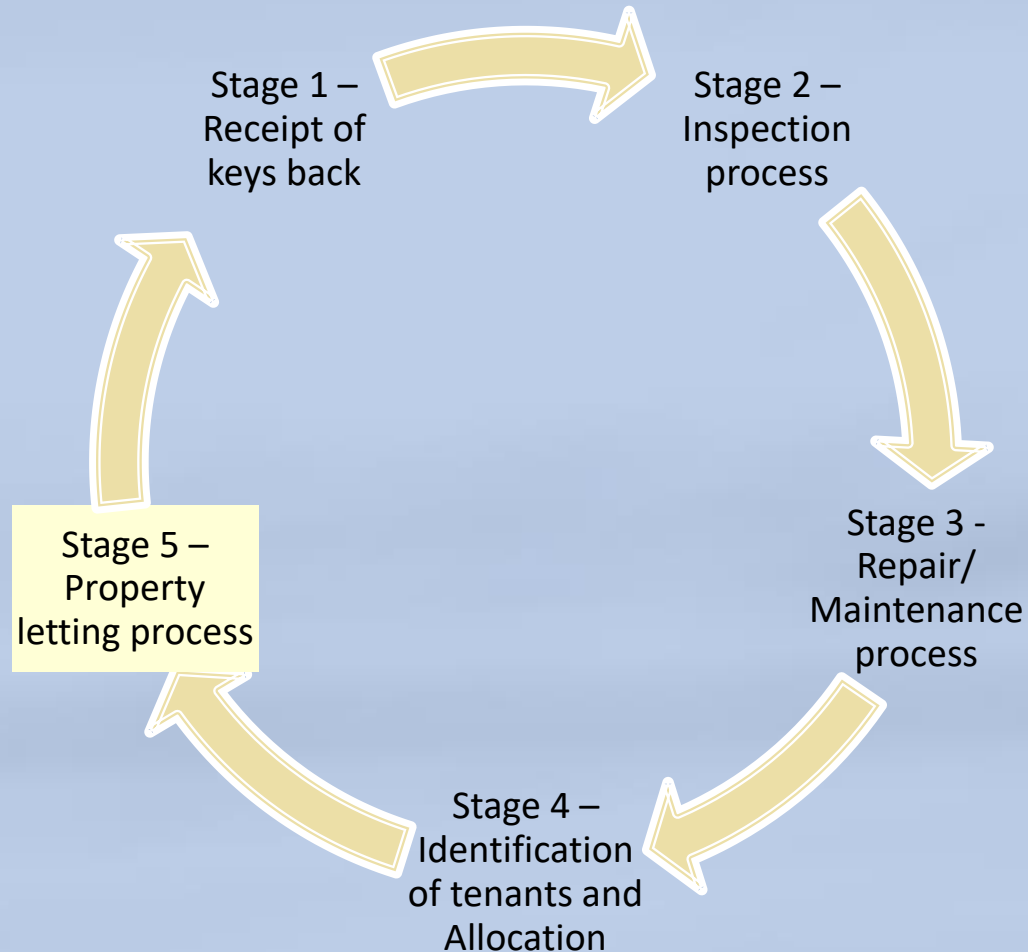 Stage 1 –
Receipt of
keys back
Stage 2 –
Inspection
process
Stage 3 -
Repair/
Maintenance
process
Stage 4 –
Identification
of tenants and
Allocation
Stage 5 –
Property
letting process